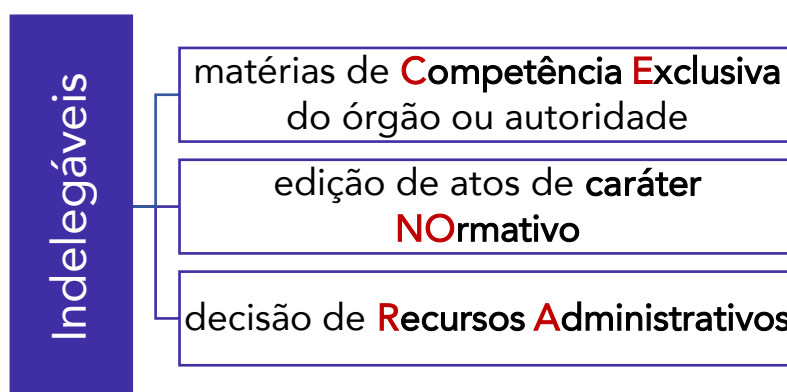 Indelegáveis
matérias de Competência Exclusiva
do órgão ou autoridade
edição de atos de caráter
NOrmativo
decisão de Recursos Administrativos